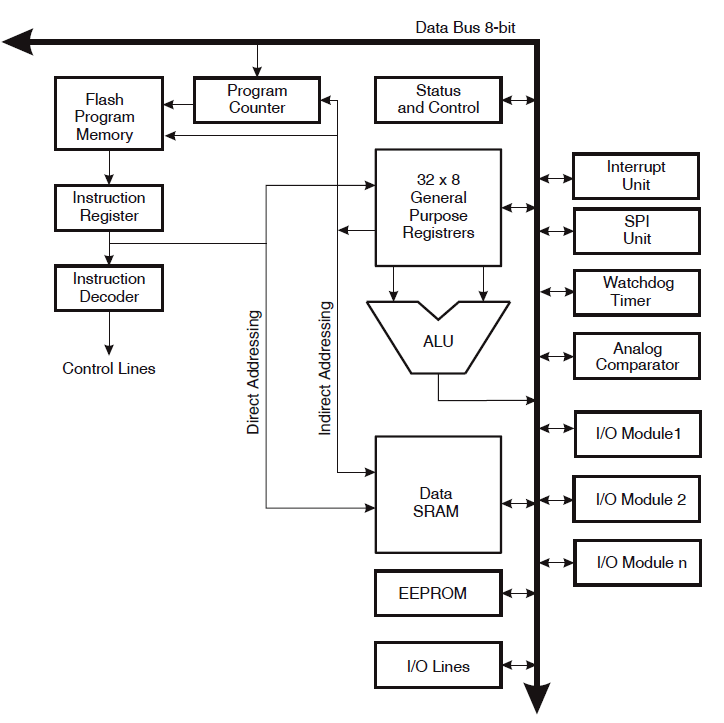 Data Bus 8-bit
Flash
Program
Memory
Program
Counter
Status
and Control
Instruction
Register
32 x 8
General
Purpose
Registrers
Interrupt
Unit
SPI
Unit
Instruction
Decoder
Watchdog
Timer
Control Lines
Direct Addressing
Indirect Addressing
ALU
Analog
Comparator
I/O Module1
Data
SRAM
I/O Module 2
I/O Module n
EEPROM
I/O Lines